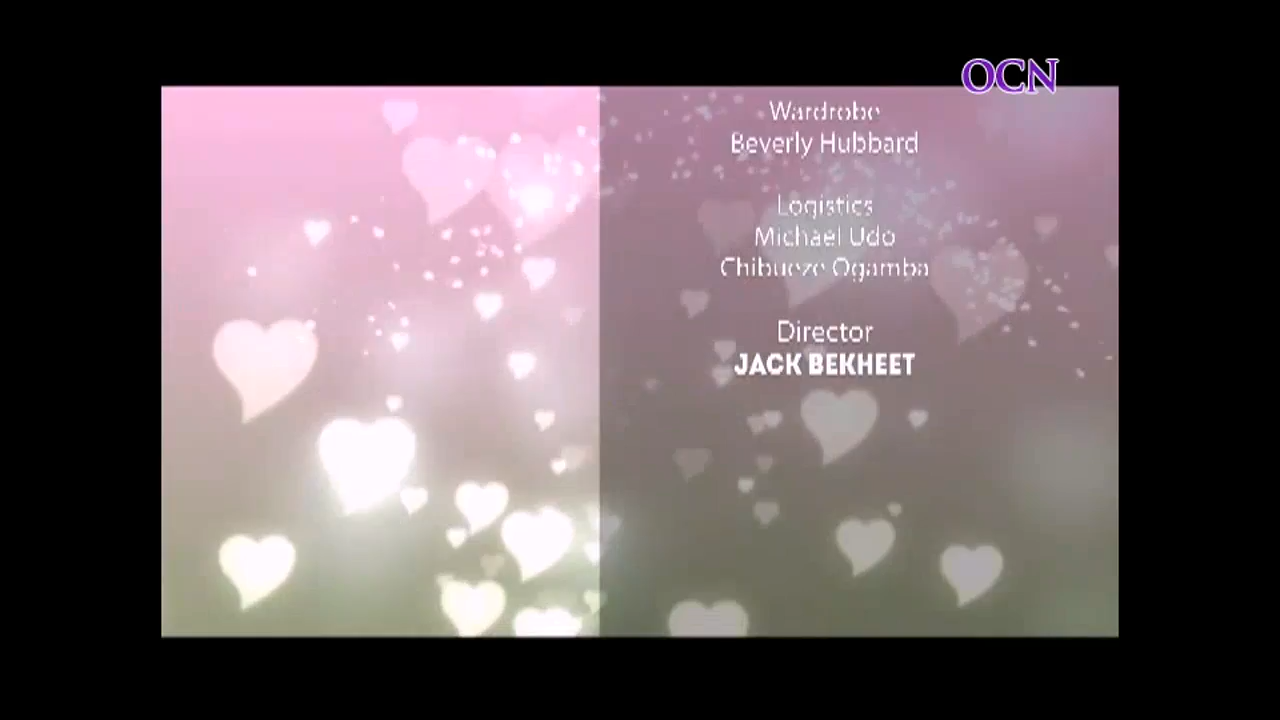 OCN
Wardrobe
Beverly Hubbard
Logistics
Michael Udo
Chibueze Ogamba
Director
JACK BEKHEET